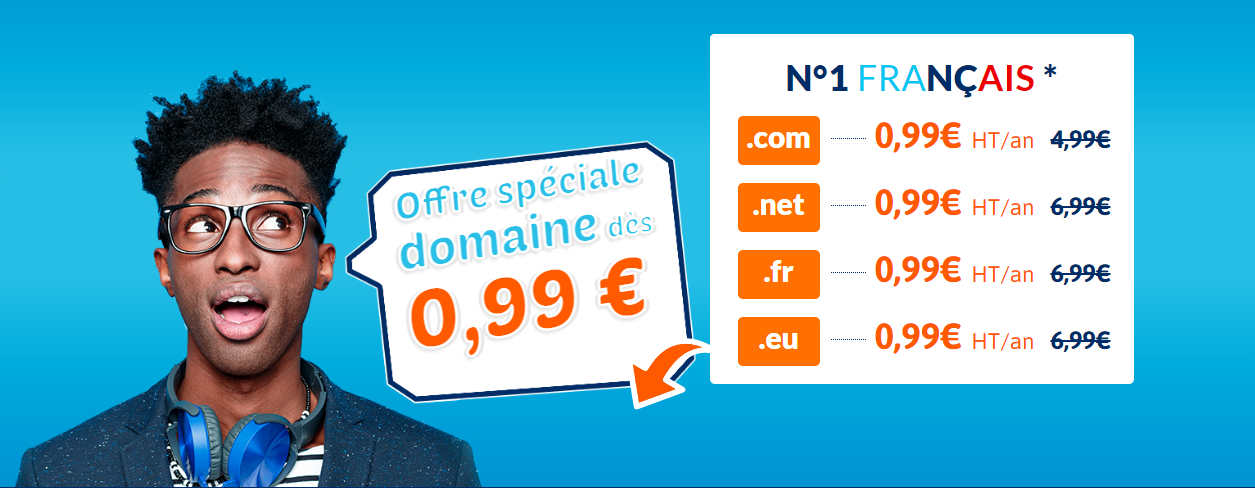 Offre spéciale
domaine dès
0,99 €
N°1 FRANÇAIS *
.com 0,99€ HT/an 4,99€
.net 0,99€ HT/an 6,99€
.fr 0,99€ HT/an 6,99€
.eu 0,99€ HT/an 6,99€